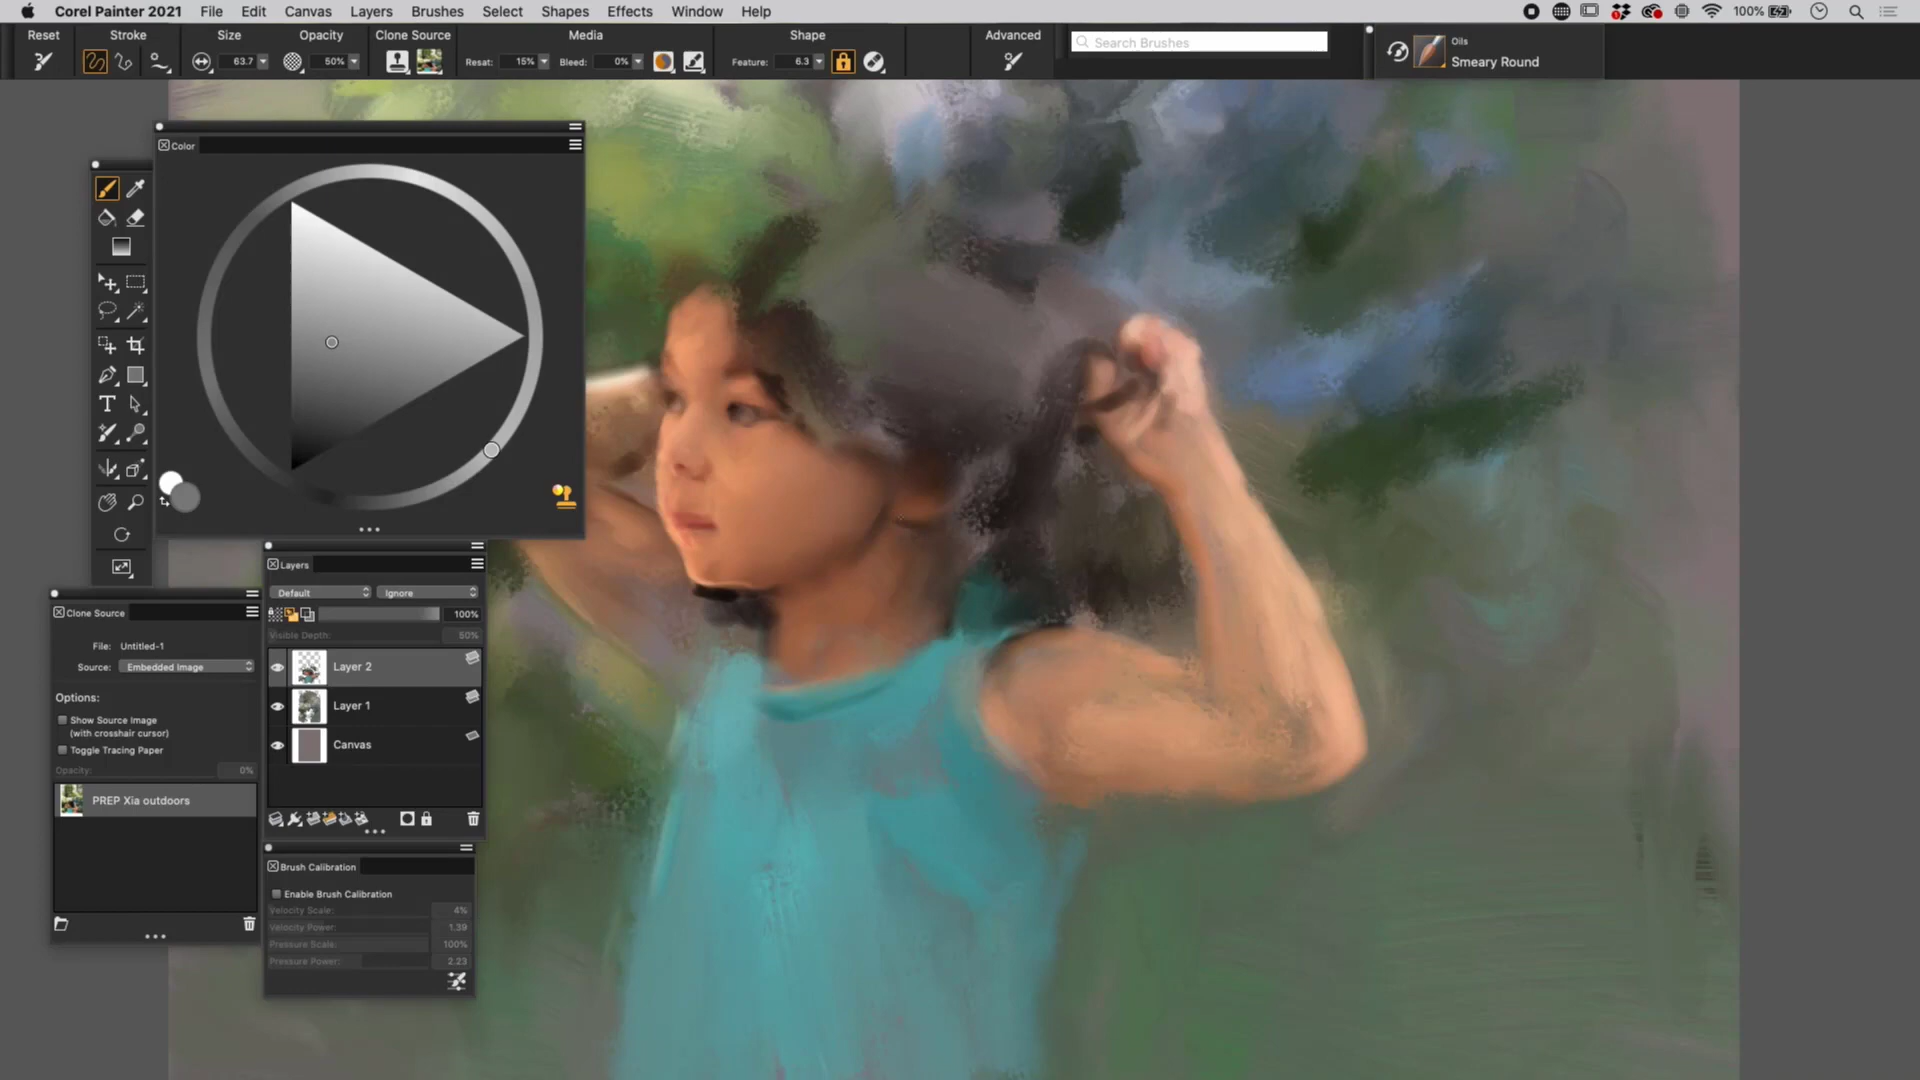 Corel Painter 2021 File Edit Canvas Layers Brushes Select Shapes Effects Window Help 100%
Reset Stroke Size Opacity Clone Source Media Shape Advanced
63.7 50% Resat: 15% Bleed: 0% Feature: 6.3
Search Brushes
Oils
Smeary Round
Color
Layers
Default Ignore
100%
Visible Depth: 50%
Layer 2
Layer 1
Canvas
Clone Source
File: Untitled-1
Source: Embedded Image
Options:
Show Source Image
(with crosshair cursor)
Toggle Tracing Paper
Opacity: 0%
PREP Xia outdoors
Brush Calibration
Enable Brush Calibration
Velocity Scale: 4%
Velocity Power: 1.39
Pressure Scale: 100%
Pressure Power: 2.23